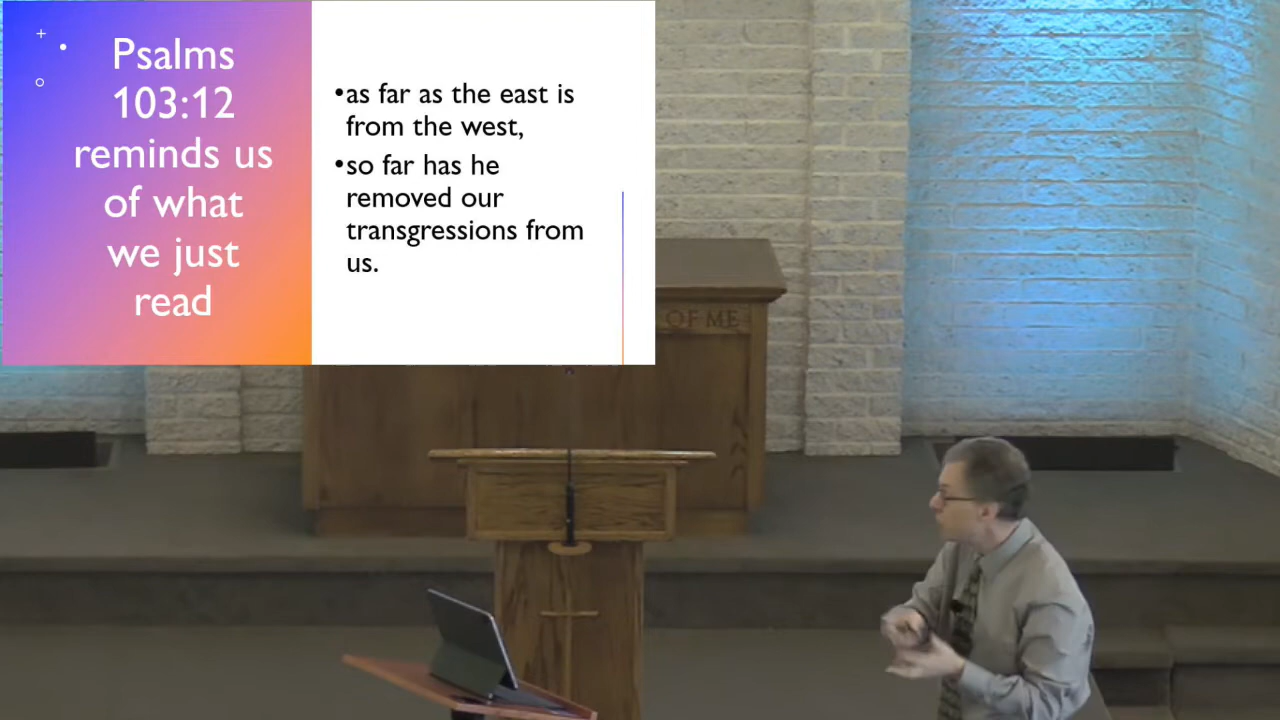 Psalms
103:12
reminds us
of what
we just
read
•as far as the east is
from the west,
•so far has he
removed our
transgressions from
us.
OF ME